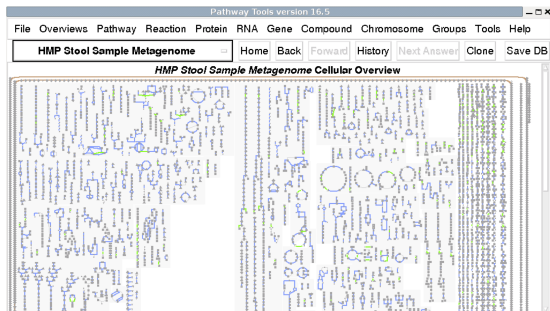 Pathway Tools version 16.5
File Overviews Pathway Reaction Protein RNA Gene Compound Chromosome Groups Tools Help
HMP Stool Sample Metagenome Home Back Forward History Next Answer Clone Save DB
HMP Stool Sample Metagenome Cellular Overview